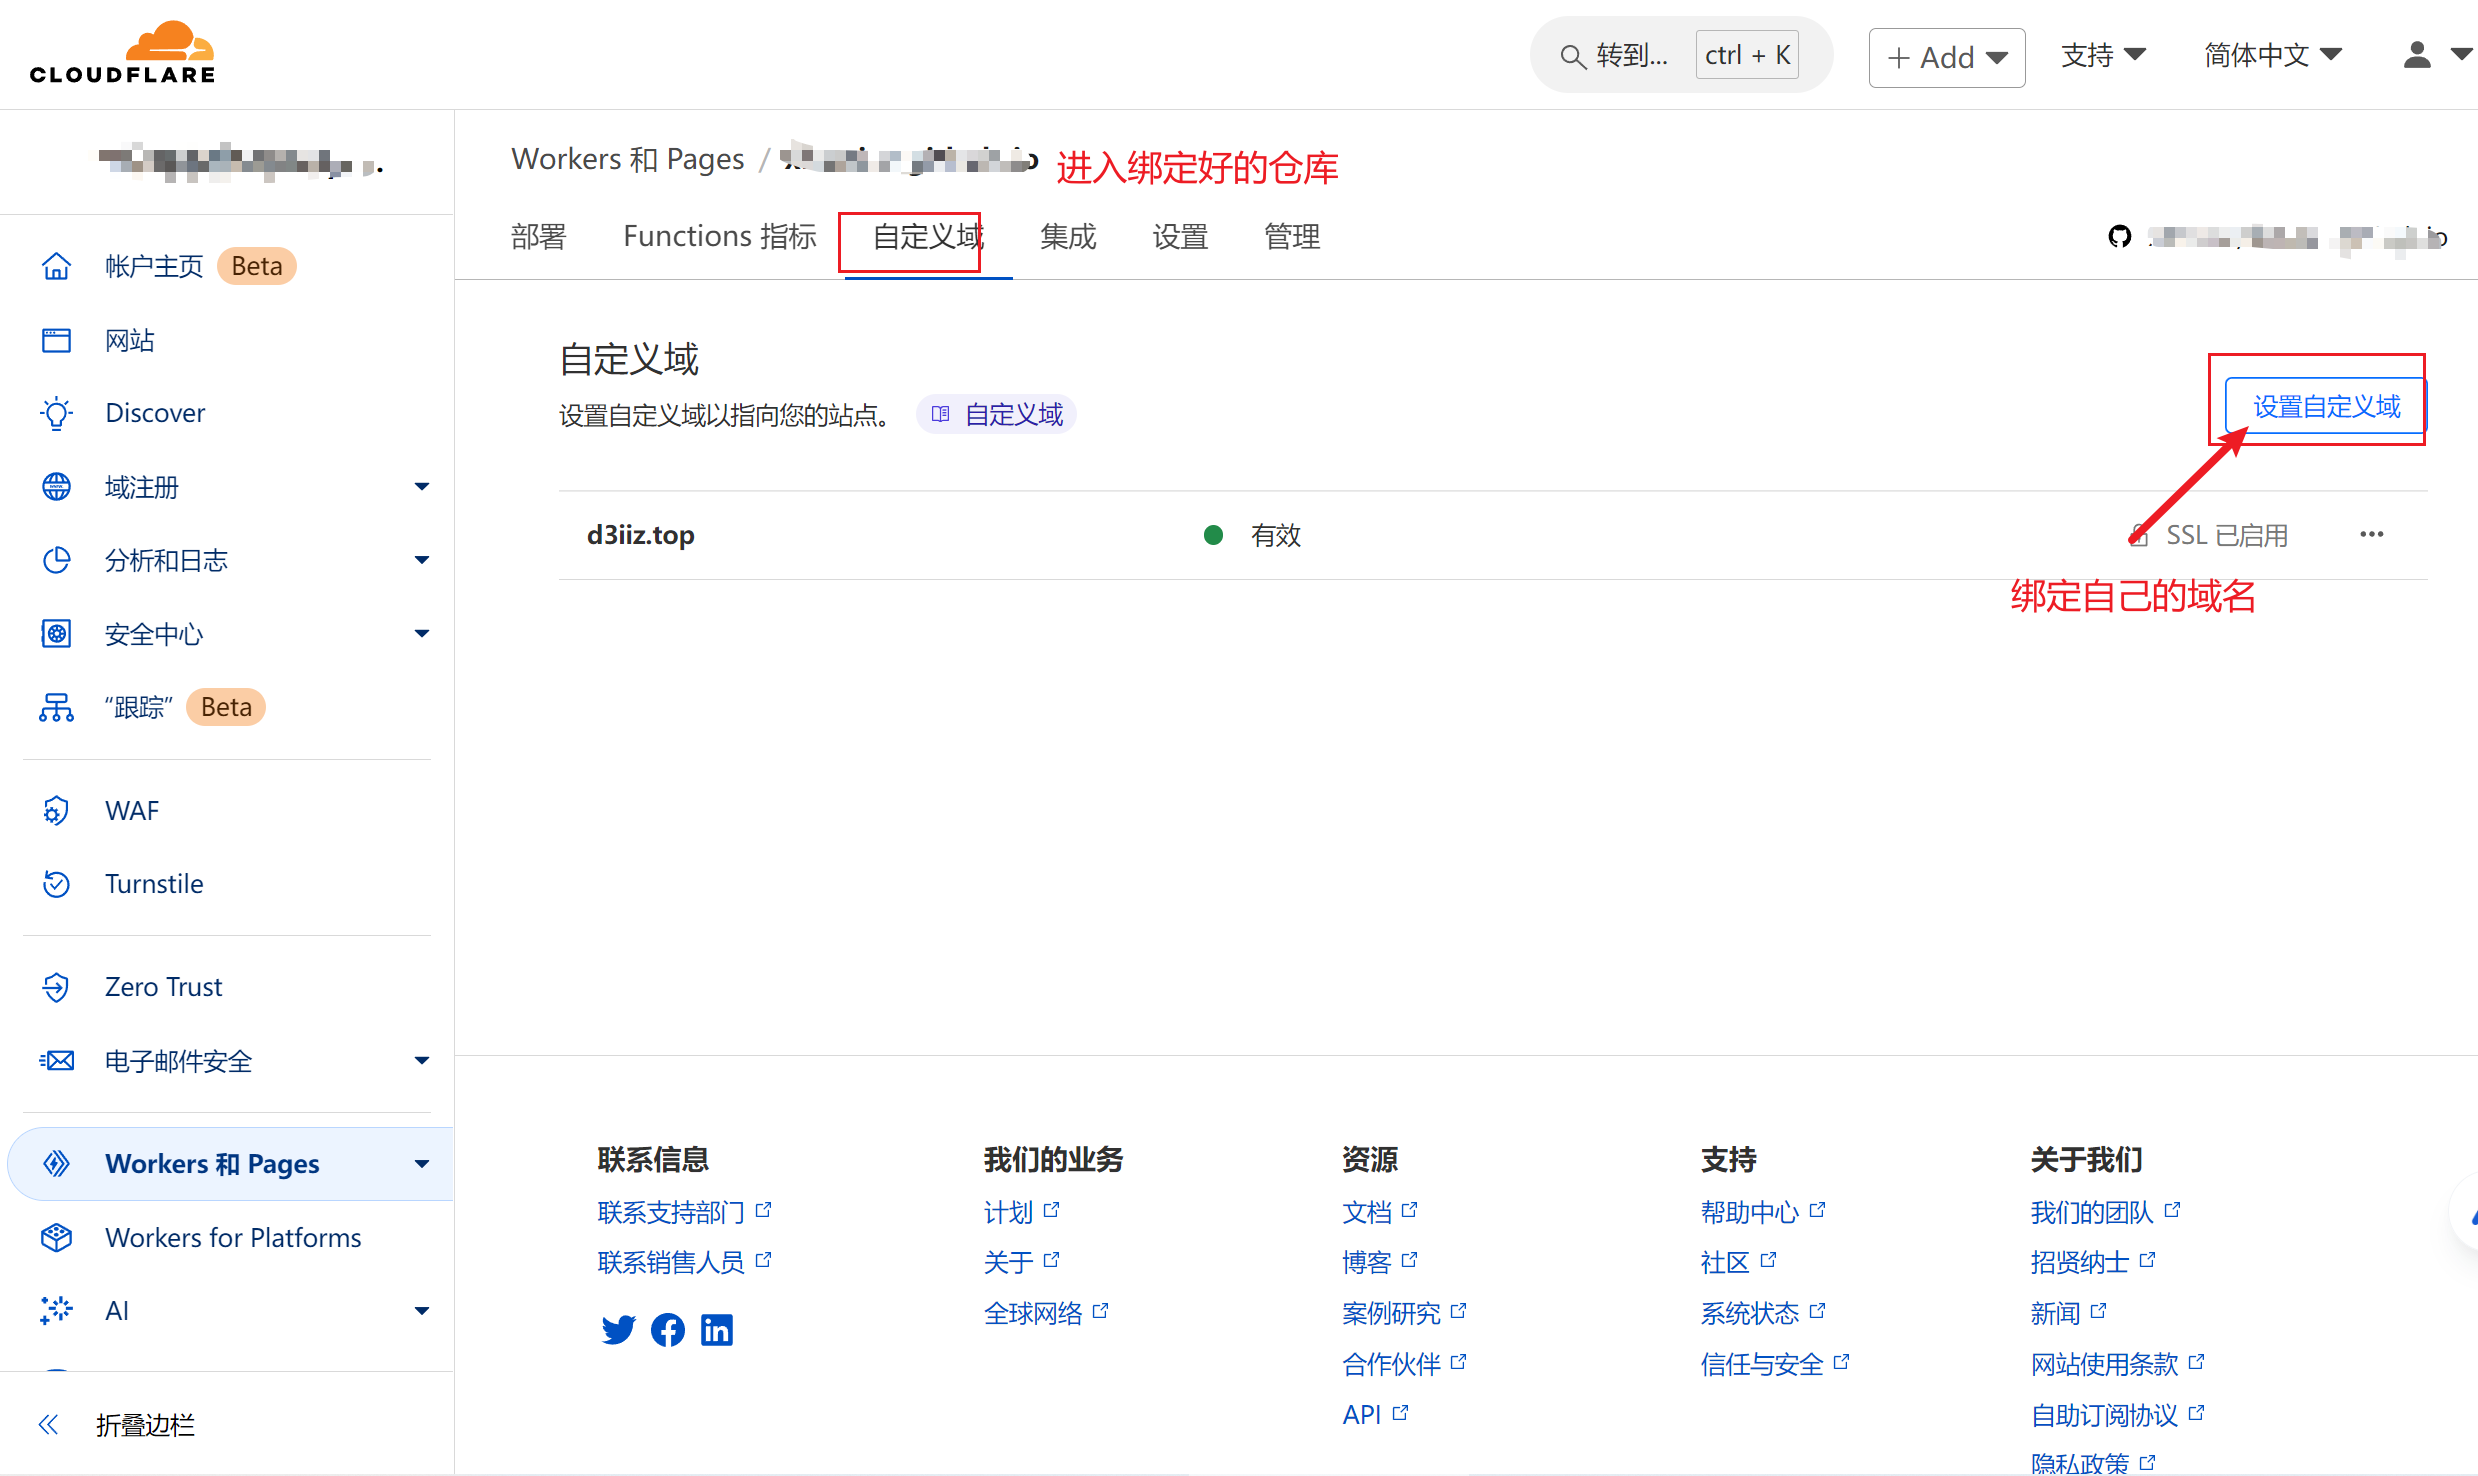 CLOUDFLARE
转到... ctrl + K
+ Add
支持
简体中文
Workers 和 Pages /
进入绑定好的仓库
部署 Functions 指标 自定义域 集成 设置 管理
帐户主页 Beta
网站
Discover
域注册
分析和日志
安全中心
“跟踪” Beta
WAF
Turnstile
Zero Trust
电子邮件安全
Workers 和 Pages
Workers for Platforms
AI
折叠边栏
自定义域
设置自定义域以指向您的站点。 自定义域
设置自定义域
d3iiz.top 有效 SSL 已启用
绑定自己的域名
联系信息
联系支持部门
联系销售人员
我们的业务
计划
关于
全球网络
资源
文档
博客
案例研究
合作伙伴
API
支持
帮助中心
社区
系统状态
信任与安全
关于我们
我们的团队
招贤纳士
新闻
网站使用条款
自助订阅协议
隐私政策